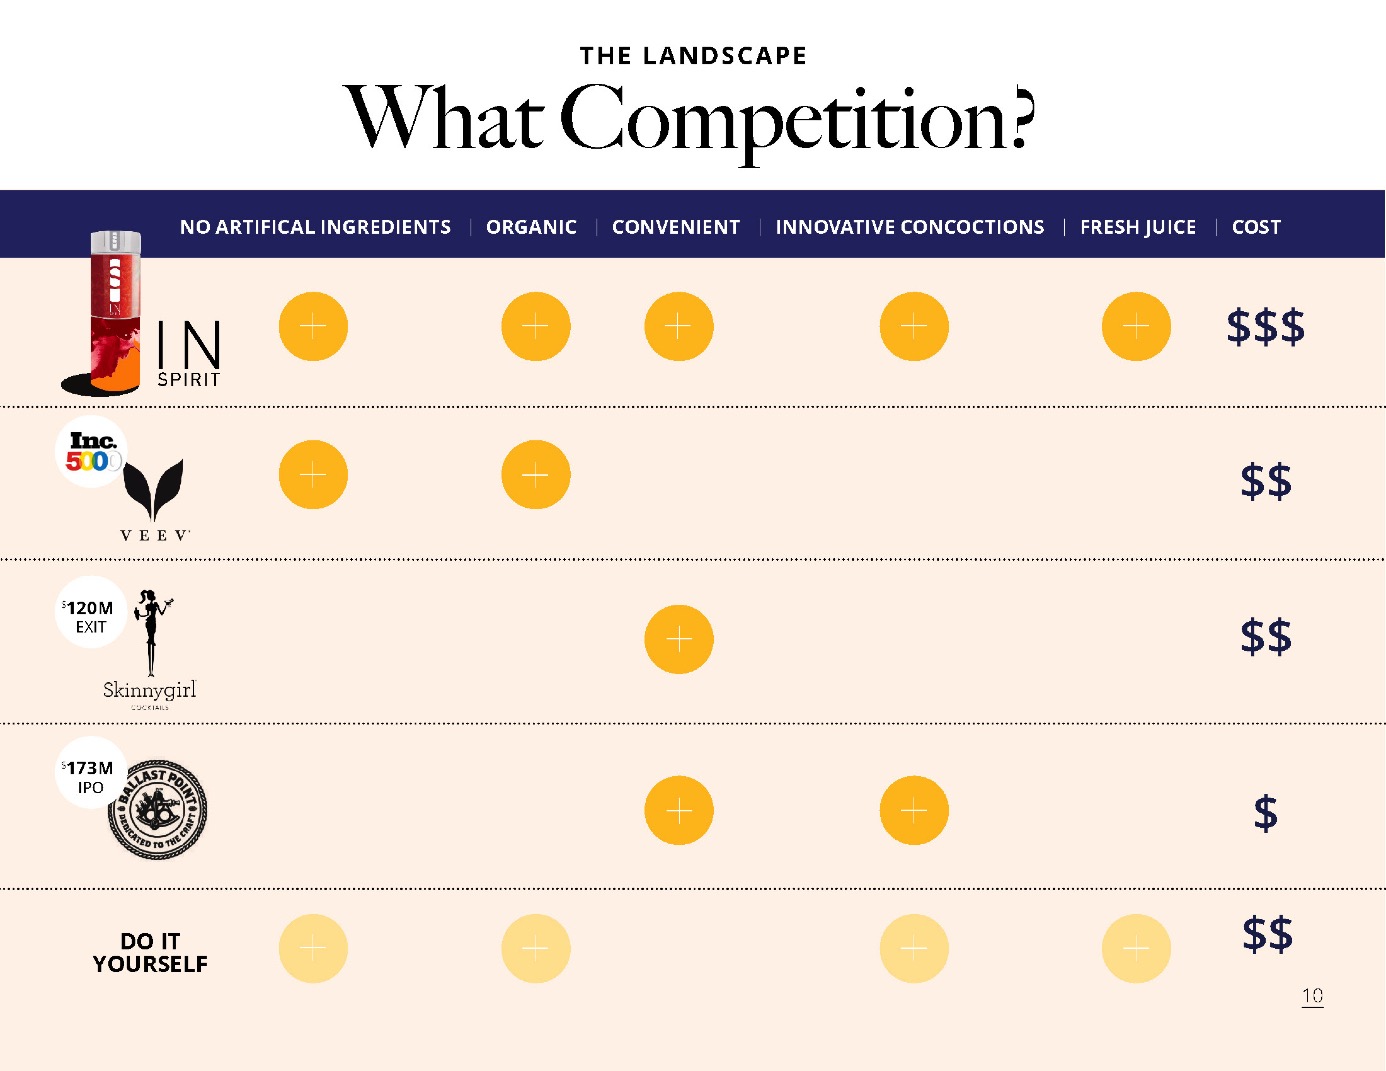 THE LANDSCAPE
What Competition?
NO ARTIFICAL INGREDIENTS | ORGANIC | CONVENIENT | INNOVATIVE CONCOCTIONS | FRESH JUICE | COST
IN
SPIRIT
$$$
Inc.
5000
VEEV
$$
$120M
EXIT
Skinnygirl
COCKTAILS
$$
$173M
IPO
BALLAST POINT
DEDICATED TO THE CRAFT
$
DO IT
YOURSELF
$$
10